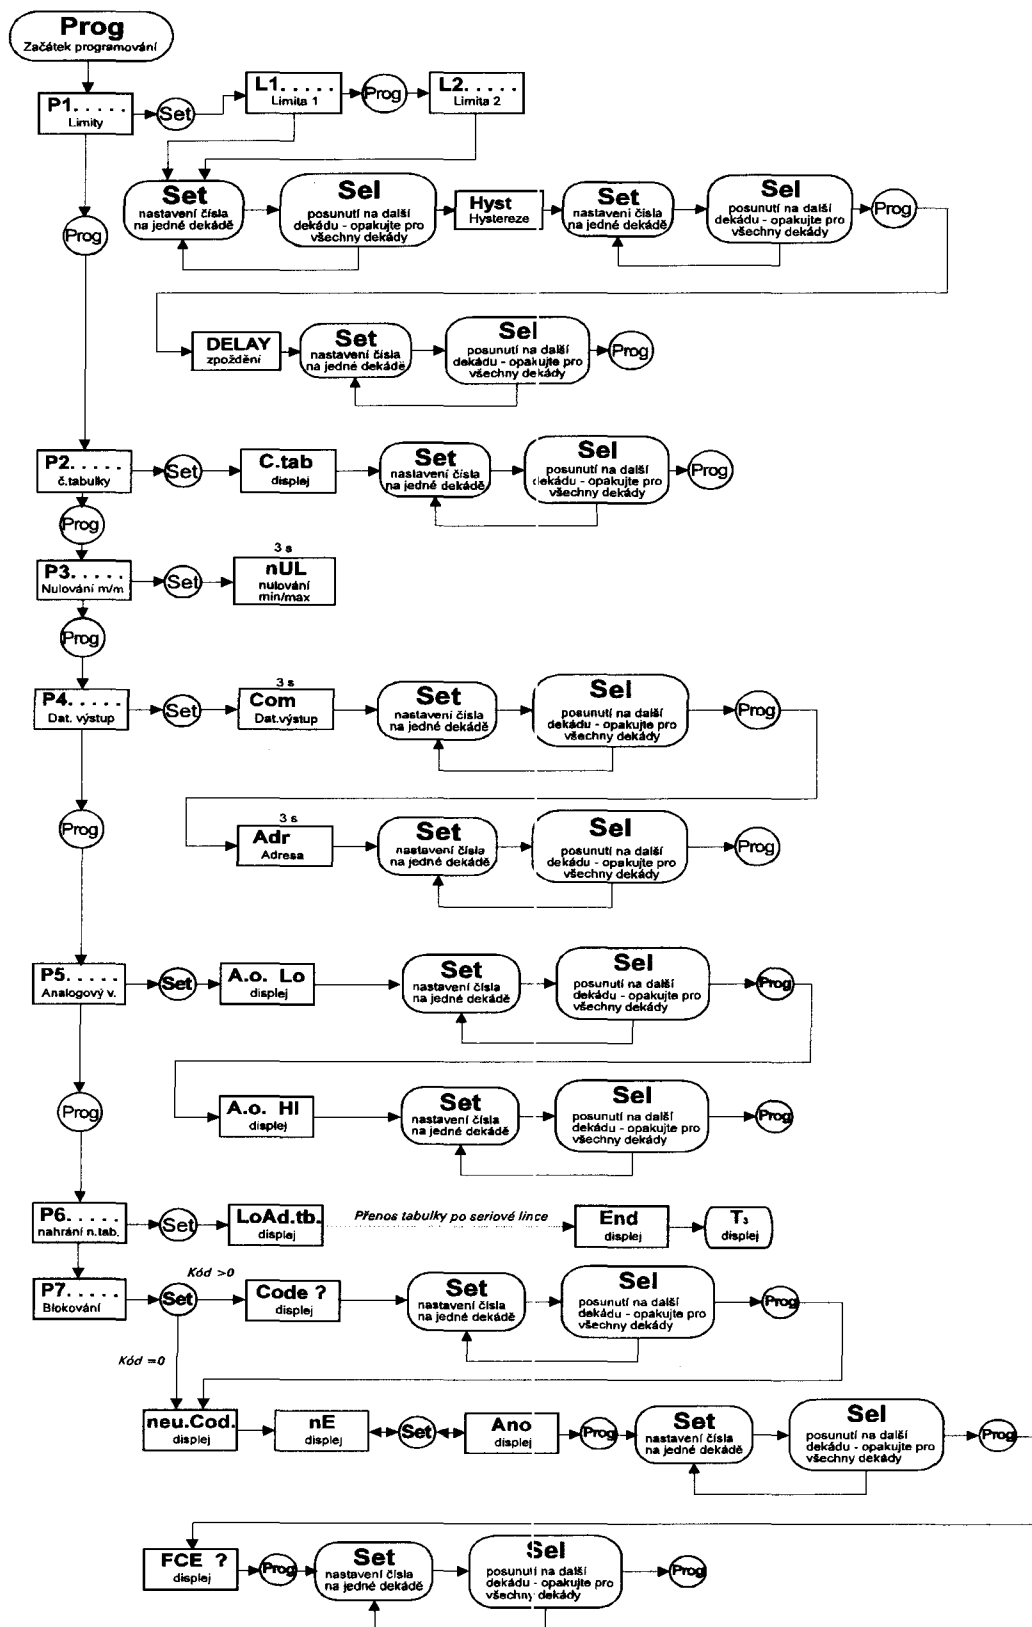 Prog
Začátek programování
P1. . . . .
Limity
Set
L1. . . . .
Limita 1
Prog
L2. . . . .
Limita 2
Prog
Set
nastavení čísla
na jedné dekádě
Sel
posunutí na další
dekádu - opakujte pro
všechny dekády
Hyst
Hystereze
Set
nastavení čísla
na jedné dekádě
Sel
posunutí na další
dekádu - opakujte pro
všechny dekády
Prog
DELAY
zpoždění
Set
nastavení čísla
na jedné dekádě
Sel
posunutí na další
dekádu - opakujte pro
všechny dekády
Prog
P2. . . . .
č.tabulky
Set
C.tab
displej
Set
nastavení čísla
na jedné dekádě
Sel
posunutí na další
dekádu - opakujte pro
všechny dekády
Prog
Prog
P3. . . . .
Nulování m/m
Set
3 s
nUL
nulování
min/max
Prog
P4. . . . .
Dat. výstup
Set
3 s
Com
Dat.výstup
Set
nastavení čísla
na jedné dekádě
Sel
posunutí na další
dekádu - opakujte pro
všechny dekády
Prog
Prog
3 s
Adr
Adresa
Set
nastavení čísla
na jedné dekádě
Sel
posunutí na další
dekádu - opakujte pro
všechny dekády
Prog
P5. . . . .
Analogový v.
Set
A.o. Lo
displej
Set
nastavení čísla
na jedné dekádě
Sel
posunutí na další
dekádu - opakujte pro
všechny dekády
Prog
Prog
A.o. HI
displej
Set
nastavení čísla
na jedné dekádě
Sel
posunutí na další
dekádu - opakujte pro
všechny dekády
Prog
P6. . . . .
nahrání n.tab.
Set
LoAd.tb.
displej
Přenos tabulky po seriové lince
End
displej
T₃
displej
P7. . . . .
Blokování
Set
Kód >0
Code ?
displej
Set
nastavení čísla
na jedné dekádě
Sel
posunutí na další
dekádu - opakujte pro
všechny dekády
Prog
Kód =0
neu.Cod.
displej
nE
displej
Set
Ano
displej
Prog
Set
nastavení čísla
na jedné dekádě
Sel
posunutí na další
dekádu - opakujte pro
všechny dekády
Prog
FCE ?
displej
Prog
Set
nastavení čísla
na jedné dekádě
Sel
posunutí na další
dekádu - opakujte pro
všechny dekády
Prog